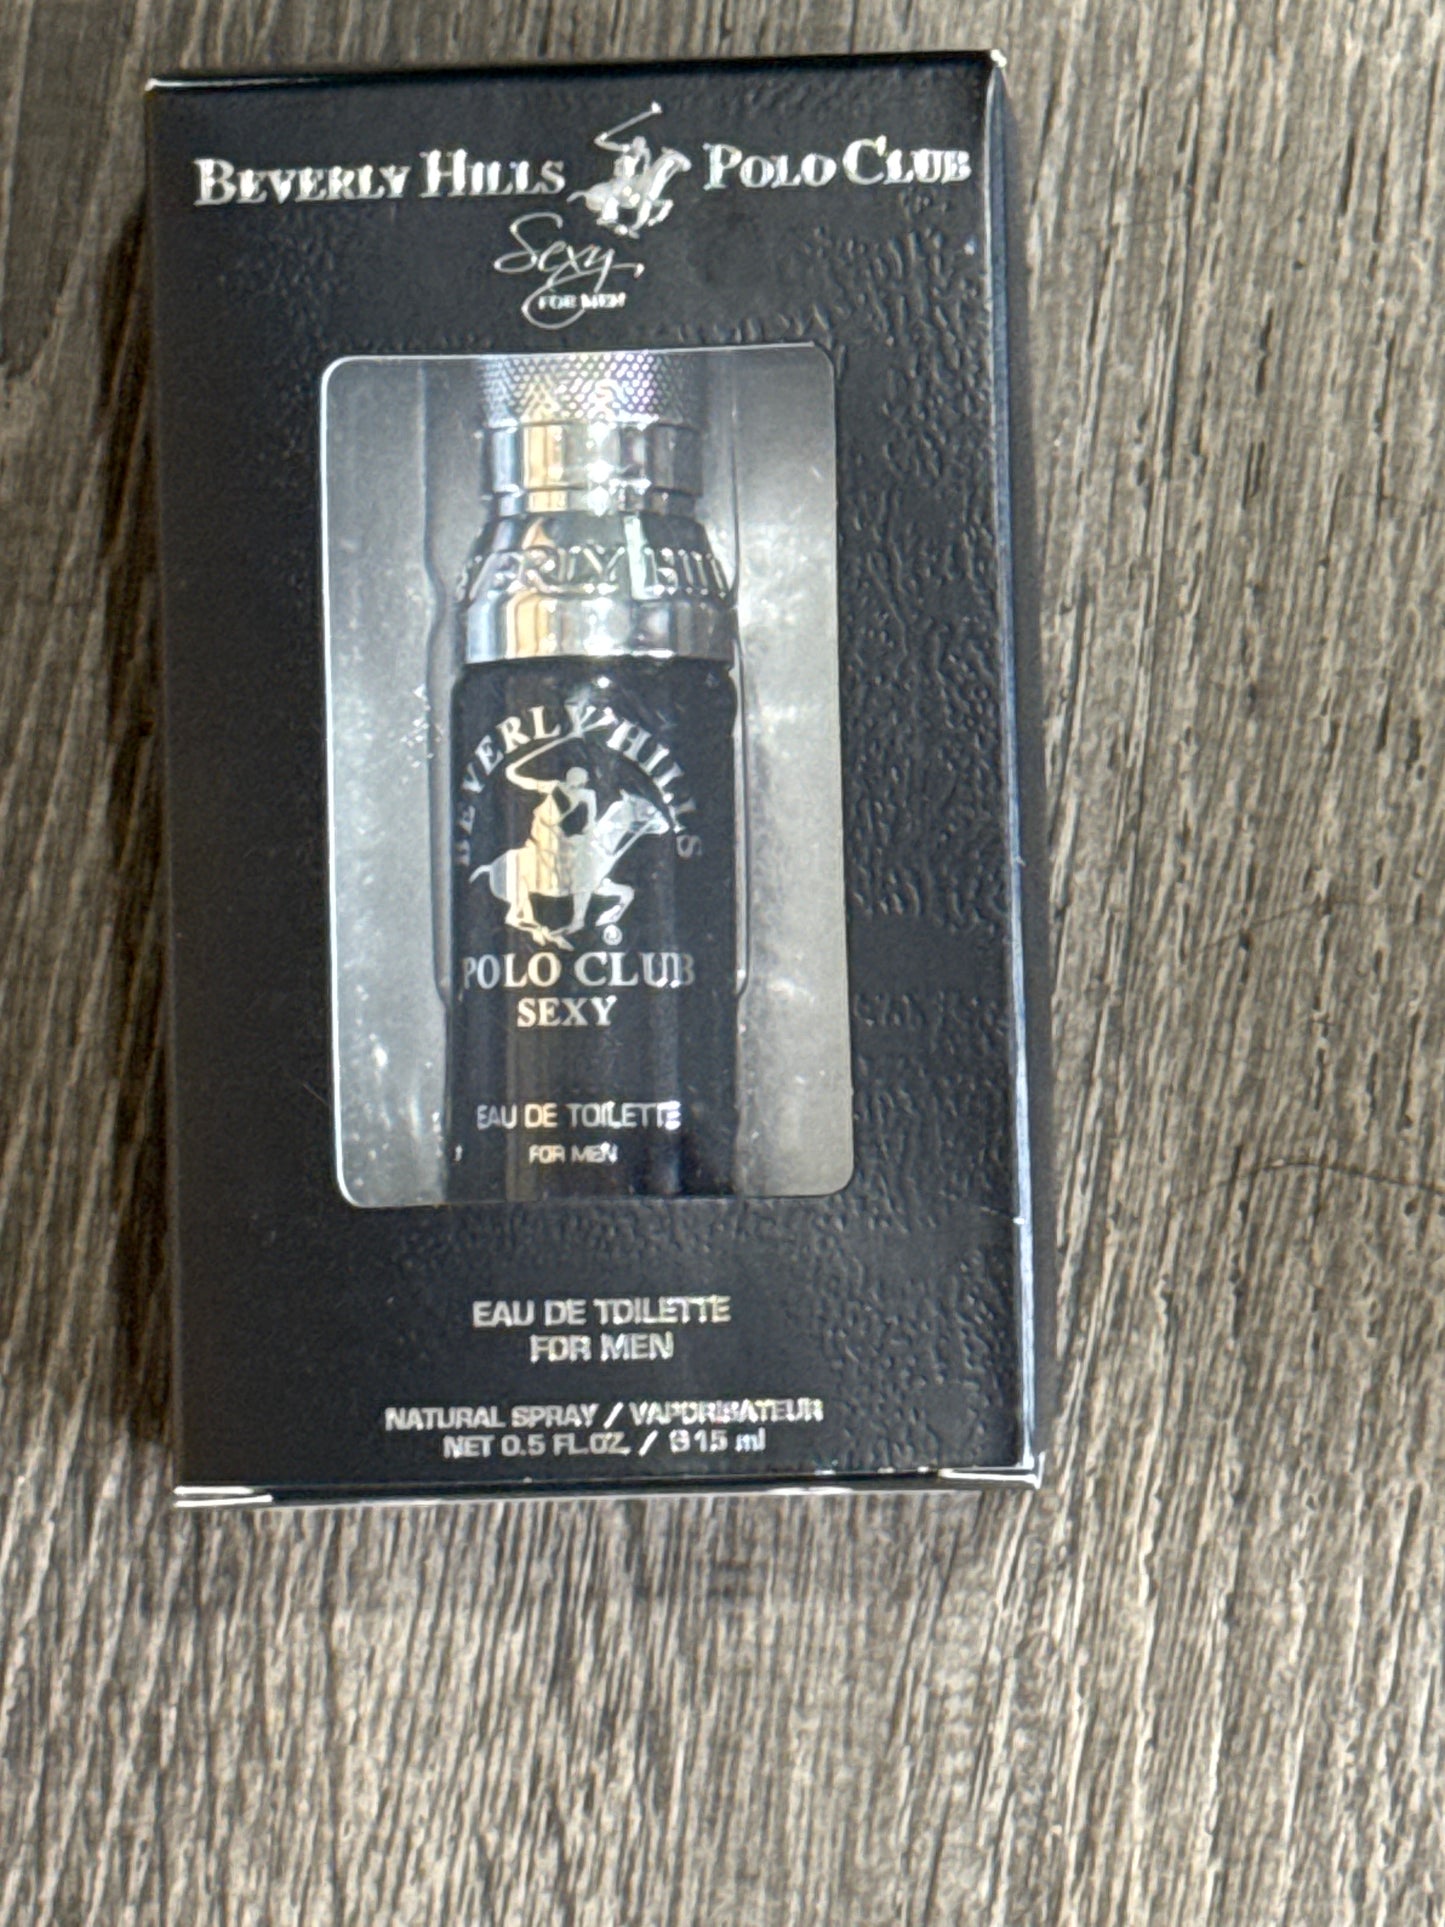 BEVERLY HILLS POLO CLUB
Sexy
FOR MEN
BEVERLY HILLS
POLO CLUB
SEXY
EAU DE TOILETTE
FOR MEN
EAU DE TOILETTE
FOR MEN
NATURAL SPRAY / VAPORISATEUR
NET 0.5 FL.OZ. / 15 ml